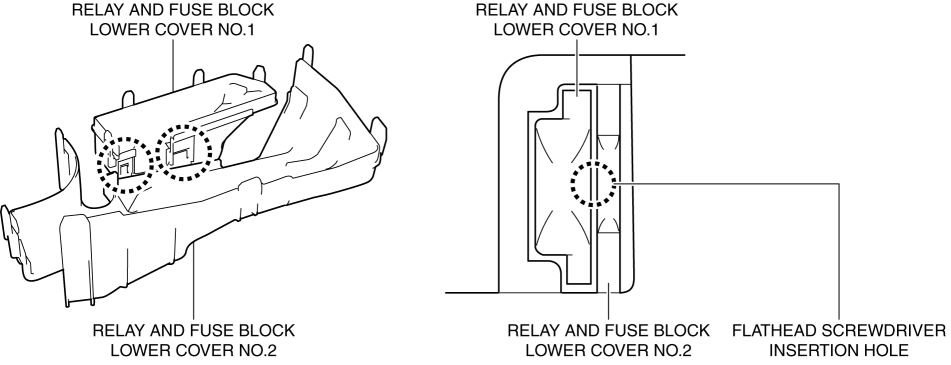 RELAY AND FUSE BLOCK
LOWER COVER NO.1
RELAY AND FUSE BLOCK
LOWER COVER NO.2
RELAY AND FUSE BLOCK
LOWER COVER NO.1
RELAY AND FUSE BLOCK
LOWER COVER NO.2
FLATHEAD SCREWDRIVER
INSERTION HOLE